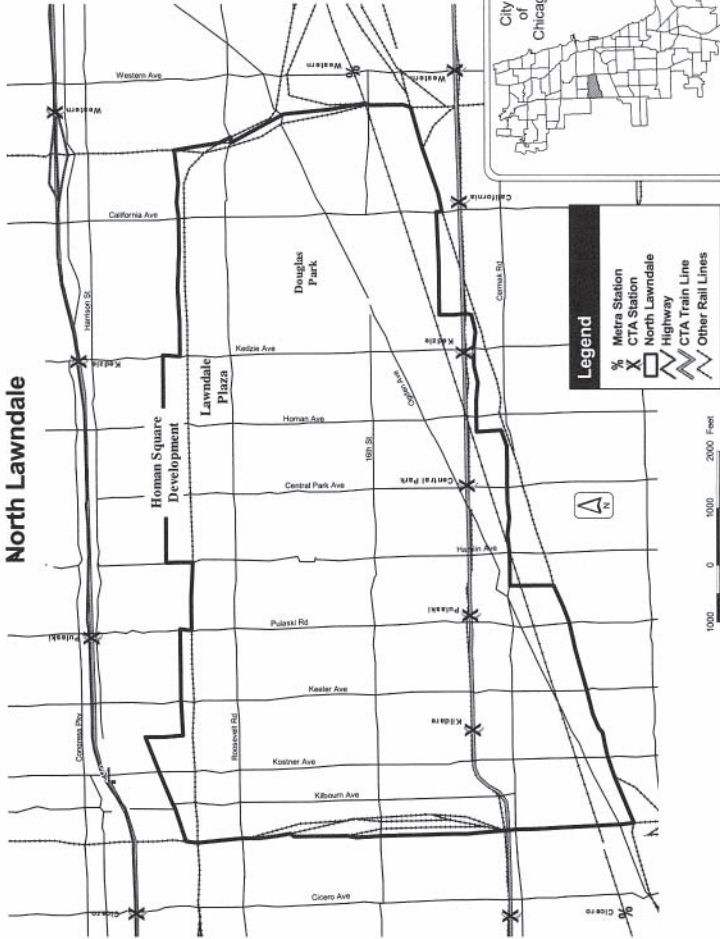 North Lawndale
Congress Pky
Harrison St
Cicero
Pulaski
Kedzie
Western
Western Ave
California Ave
Kedzie Ave
Homan Ave
Central Park Ave
Hamlin Ave
Pulaski Rd
Keeler Ave
Kostner Ave
Kilbourn Ave
Cicero Ave
Homan Square
Development
Lawndale
Plaza
Douglas
Park
Roosevelt Rd
16th St
Ogden Ave
Western
Western
California
Kedzie
Central Park
Pulaski
Kildare
Cicero
Cermak Rd
N
1000
0
1000
2000 Feet
Legend
% Metra Station
X CTA Station
North Lawndale
Highway
CTA Train Line
Other Rail Lines
City
of
Chicag